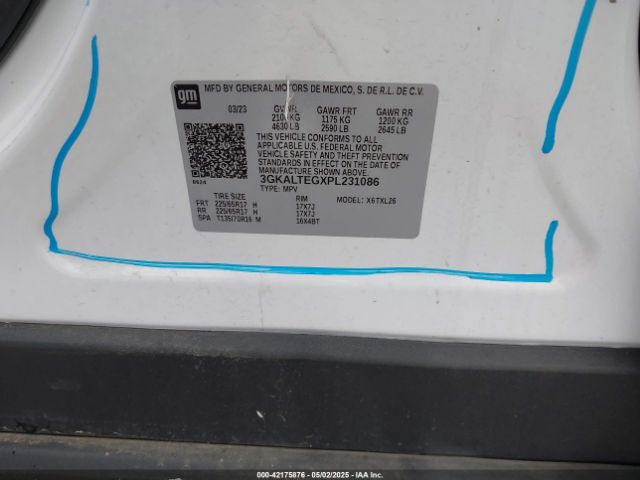 gm
MFD BY GENERAL MOTORS DE MEXICO, S. DE R.L. DE C.V.
03/23 GVWR GAWR FRT GAWR RR
210 KG 1175 KG 1200 KG
4630 LB 2590 LB 2645 LB
THIS VEHICLE CONFORMS TO ALL
APPLICABLE U.S. FEDERAL MOTOR
VEHICLE SAFETY AND THEFT PREVENTION
STANDARDS IN EFFECT ON THE DATE OF
MANUFACTURE SHOWN ABOVE.
3GKALTEGXPL231086
TYPE: MPV
TIRE SIZE RIM MODEL: X6TXL26
FRT 225/65R17 H 17X7J
RR 225/65R17 H 17X7J
SPA T135/70R16 M 16X4BT
000-42175876 - 05/02/2025 - IAA Inc.